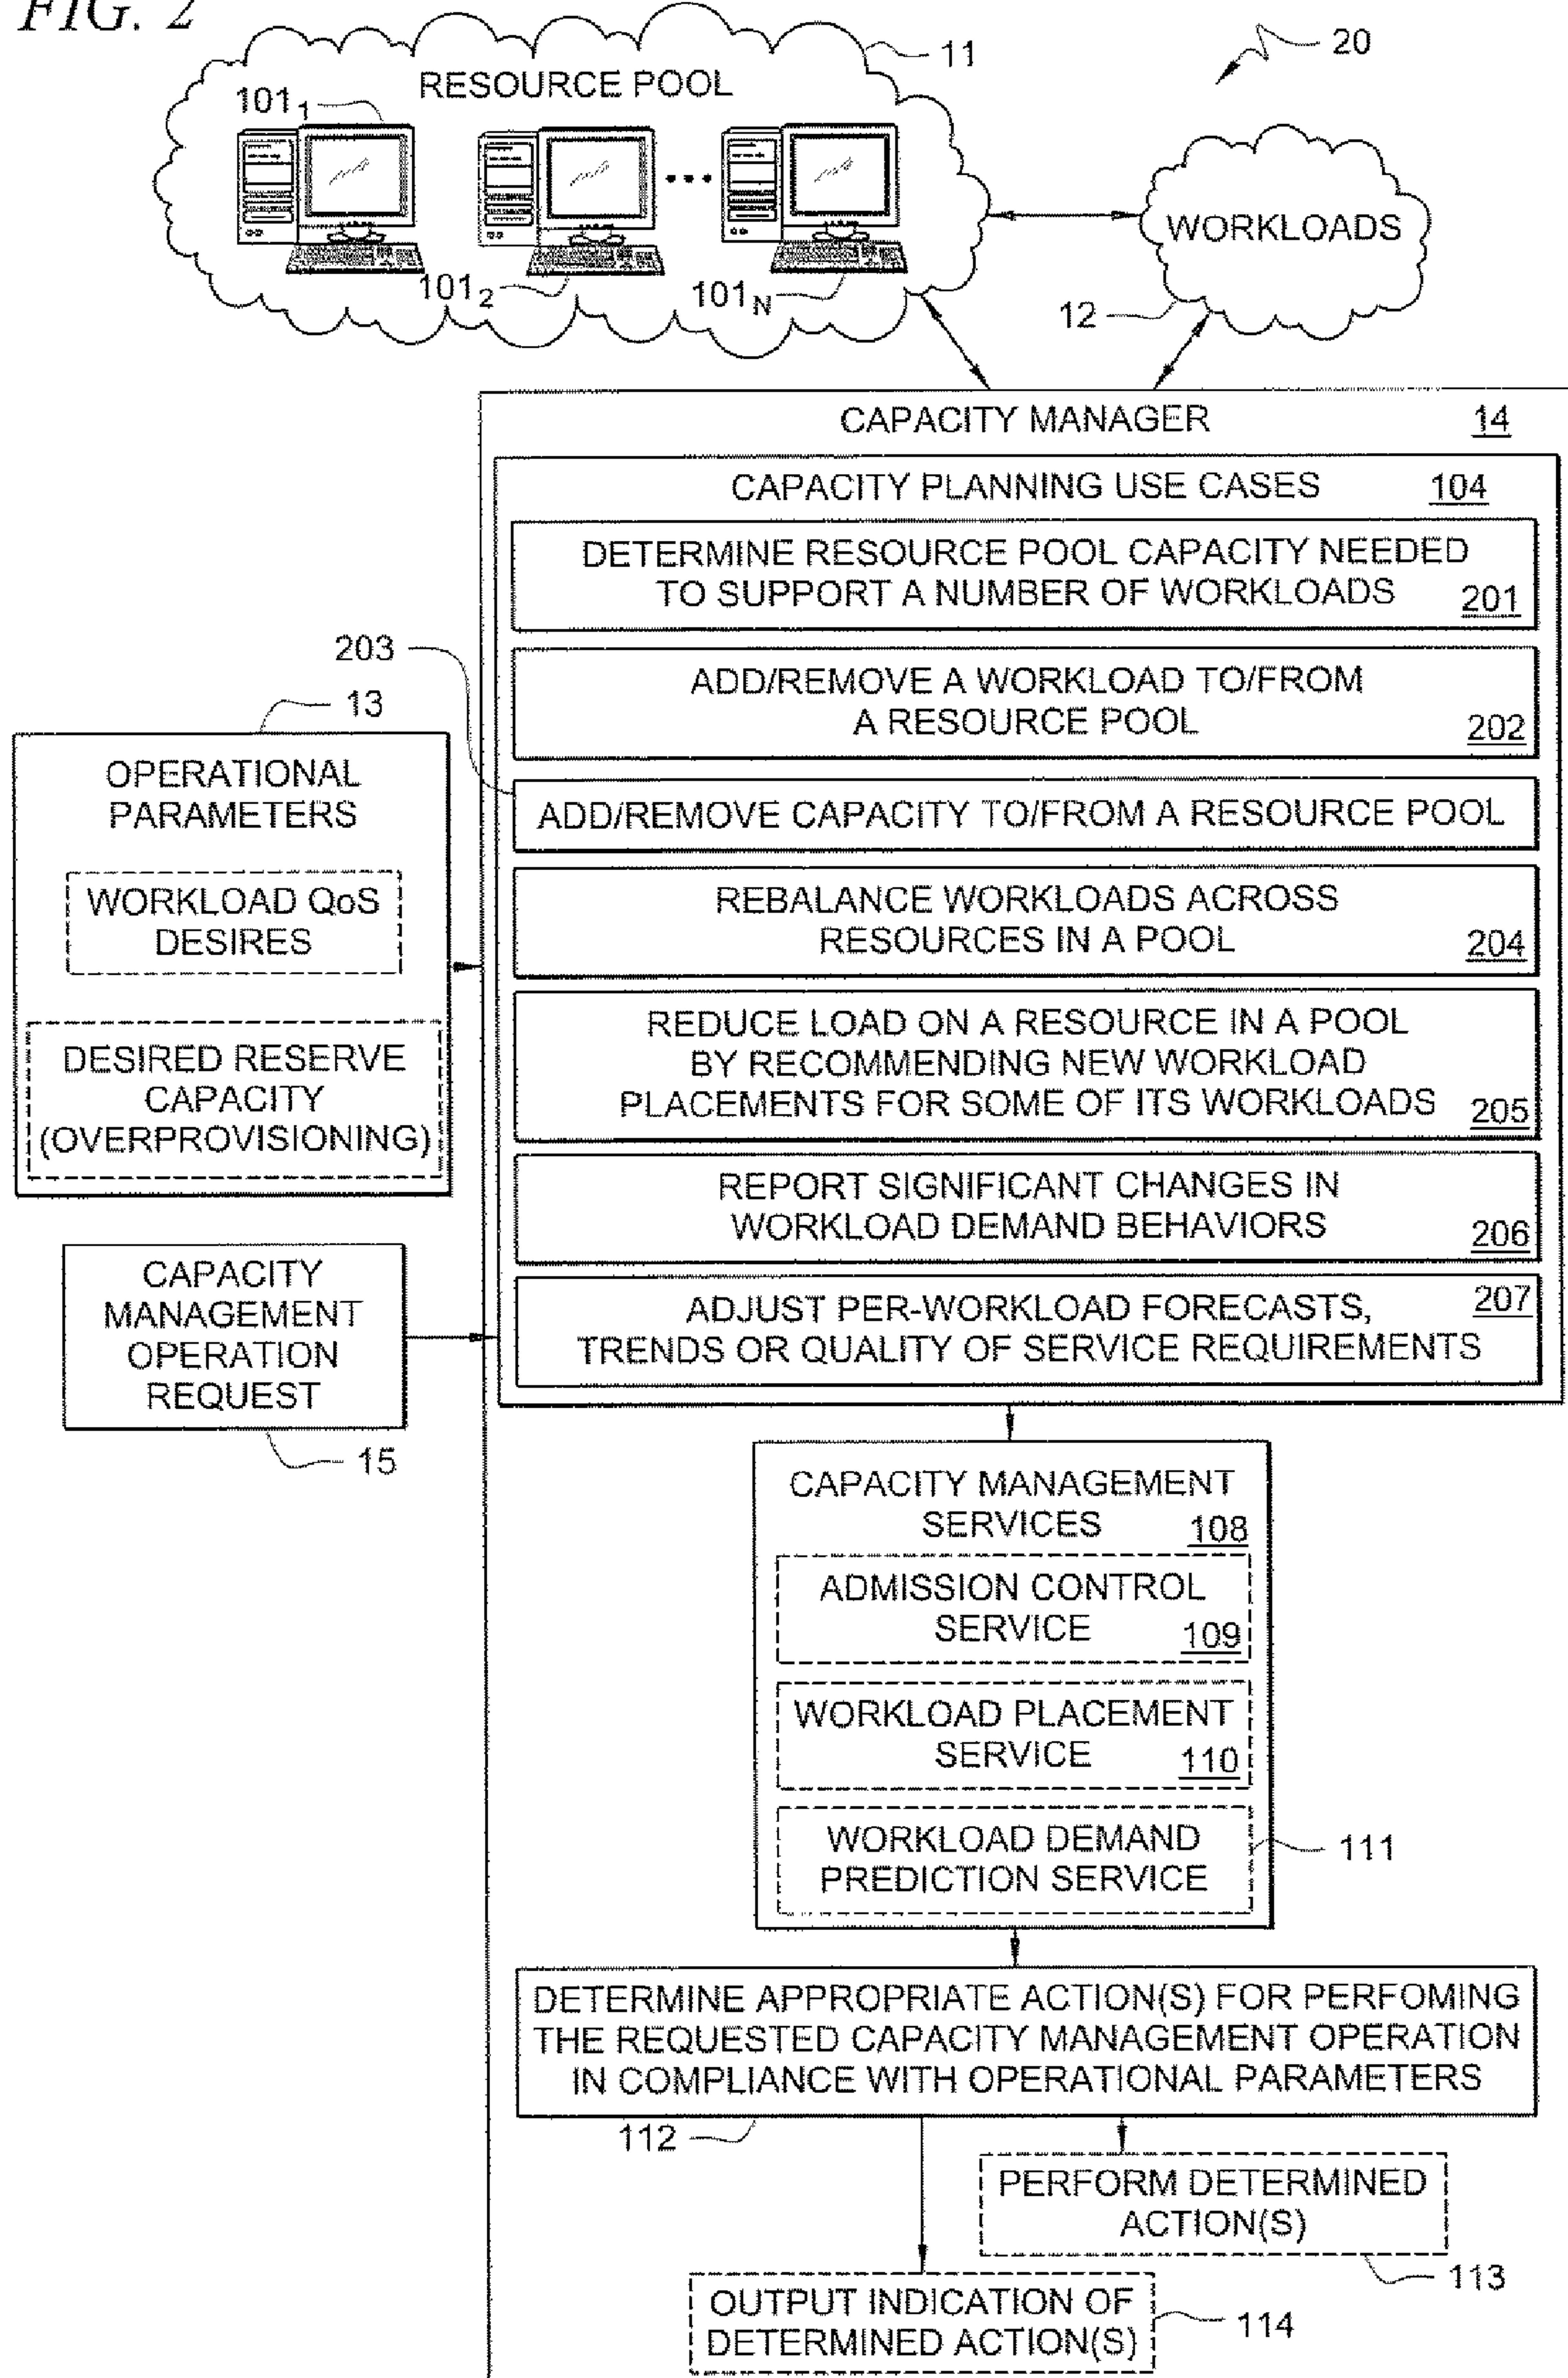 FIG. 2
11
20
RESOURCE POOL
101 1
101 2
101 N
WORKLOADS
12
CAPACITY MANAGER 14
CAPACITY PLANNING USE CASES 104
DETERMINE RESOURCE POOL CAPACITY NEEDED
TO SUPPORT A NUMBER OF WORKLOADS 201
203
ADD/REMOVE A WORKLOAD TO/FROM
A RESOURCE POOL 202
ADD/REMOVE CAPACITY TO/FROM A RESOURCE POOL
REBALANCE WORKLOADS ACROSS
RESOURCES IN A POOL 204
REDUCE LOAD ON A RESOURCE IN A POOL
BY RECOMMENDING NEW WORKLOAD
PLACEMENTS FOR SOME OF ITS WORKLOADS 205
REPORT SIGNIFICANT CHANGES IN
WORKLOAD DEMAND BEHAVIORS 206
ADJUST PER-WORKLOAD FORECASTS, 207
TRENDS OR QUALITY OF SERVICE REQUIREMENTS
13
OPERATIONAL
PARAMETERS
WORKLOAD QoS
DESIRES
DESIRED RESERVE
CAPACITY
(OVERPROVISIONING)
CAPACITY
MANAGEMENT
OPERATION
REQUEST
15
CAPACITY MANAGEMENT
SERVICES 108
ADMISSION CONTROL
SERVICE 109
WORKLOAD PLACEMENT
SERVICE 110
WORKLOAD DEMAND
PREDICTION SERVICE
111
DETERMINE APPROPRIATE ACTION(S) FOR PERFOMING
THE REQUESTED CAPACITY MANAGEMENT OPERATION
IN COMPLIANCE WITH OPERATIONAL PARAMETERS
112
PERFORM DETERMINED
ACTION(S)
113
OUTPUT INDICATION OF
DETERMINED ACTION(S)
114